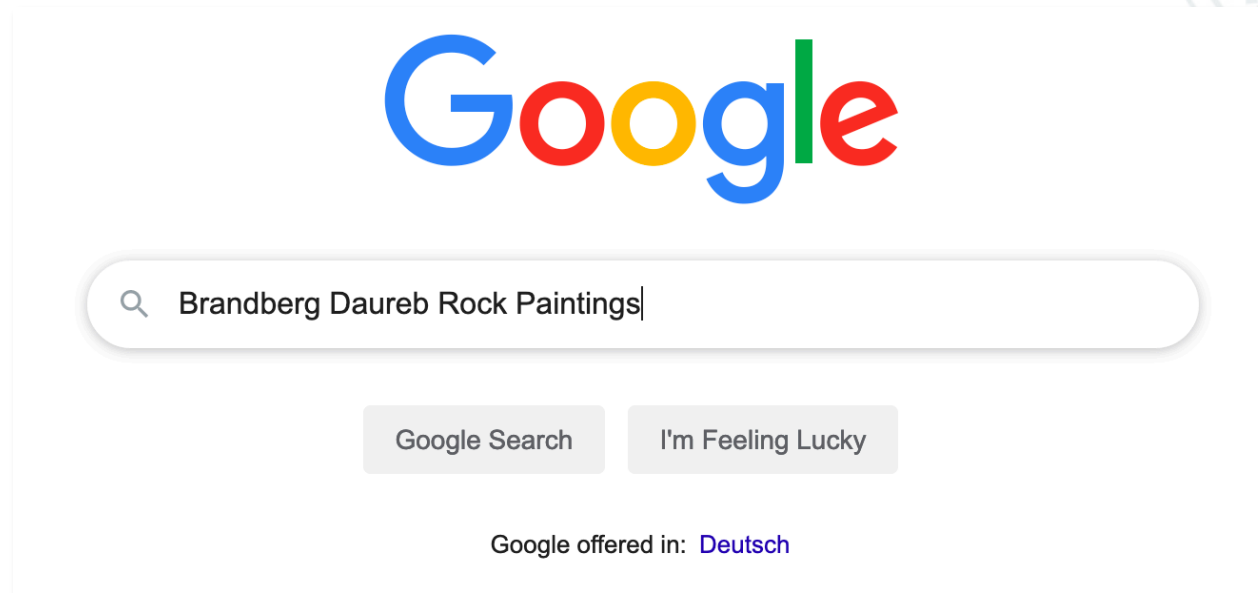 Google
Brandberg Daureb Rock Paintings
Google Search I'm Feeling Lucky
Google offered in: Deutsch